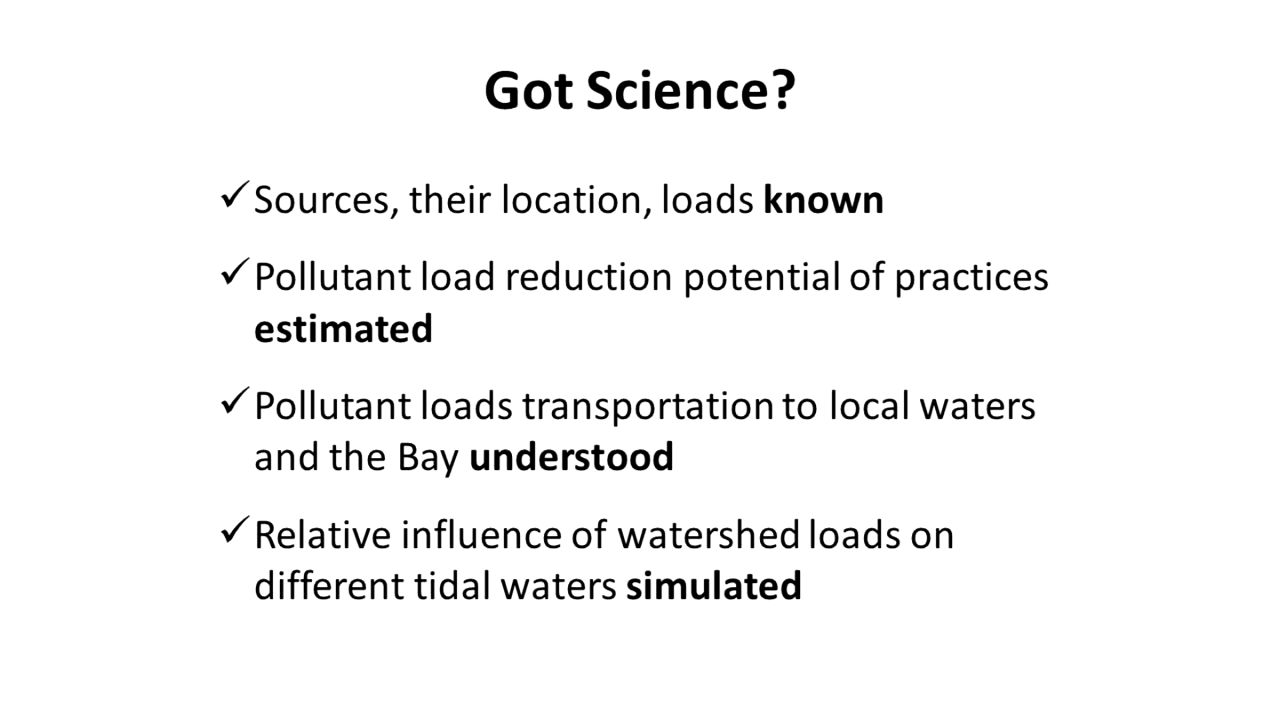 Got Science?
✓Sources, their location, loads known
✓Pollutant load reduction potential of practices
estimated
✓Pollutant loads transportation to local waters
and the Bay understood
✓Relative influence of watershed loads on
different tidal waters simulated